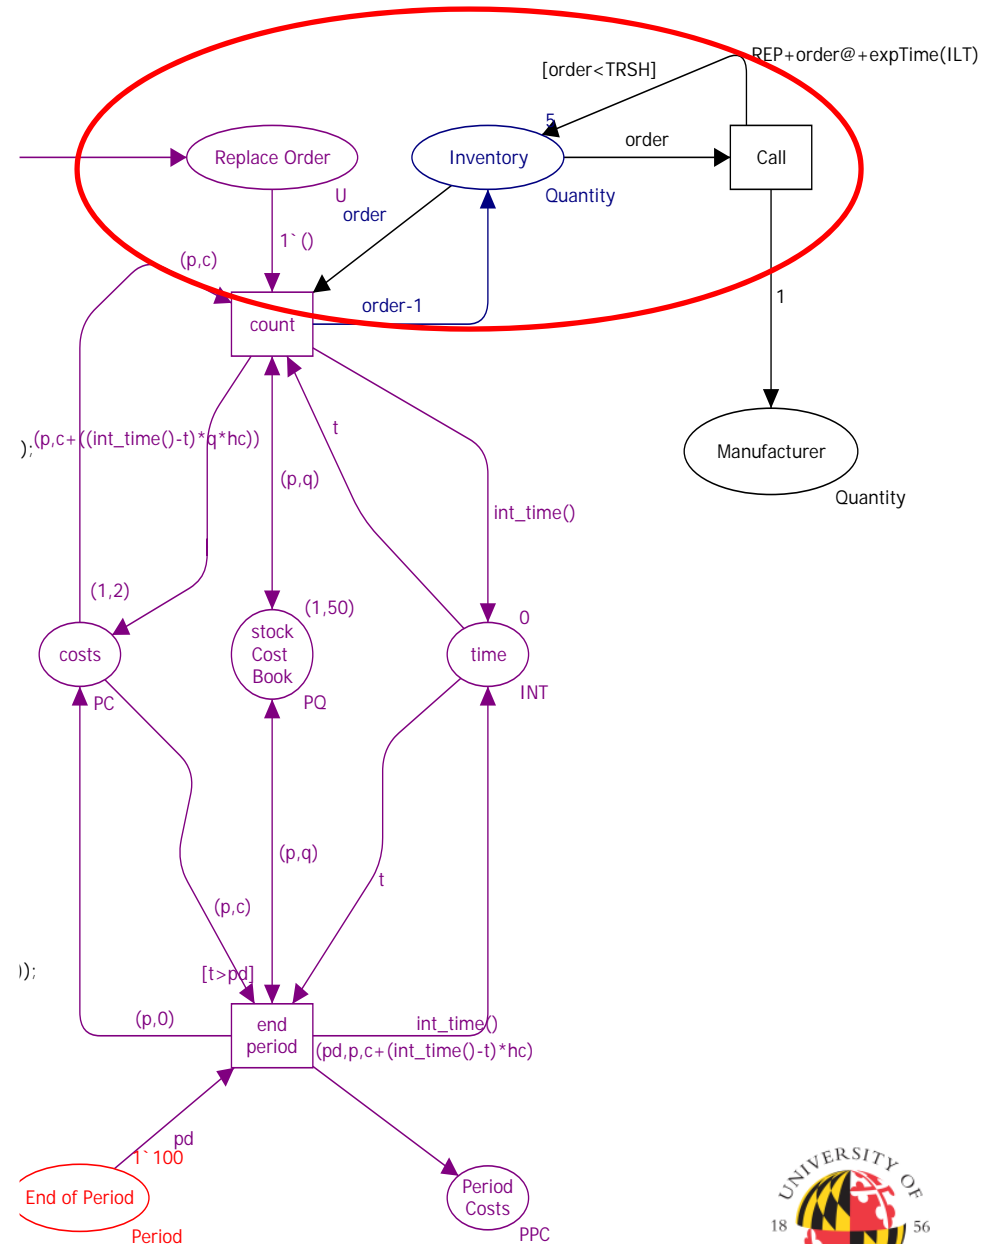 REP+order@+expTime(ILT)
[order<TRSH]
5
order
Replace Order
Inventory
Call
U
Quantity
order
1`()
(p,c)
1
order-1
count
t
);
(p,c+((int_time()-t)*q*hc))
Manufacturer
(p,q)
Quantity
int_time()
(1,2)
(1,50)
0
stock
Cost
Book
costs
time
PC
PQ
INT
(p,q)
t
(p,c)
));
[t>pd]
(p,0)
end
period
int_time()
(pd,p,c+(int_time()-t)*hc)
pd
1`100
End of Period
Period
Costs
Period
PPC
UNIVERSITY OF
18
56